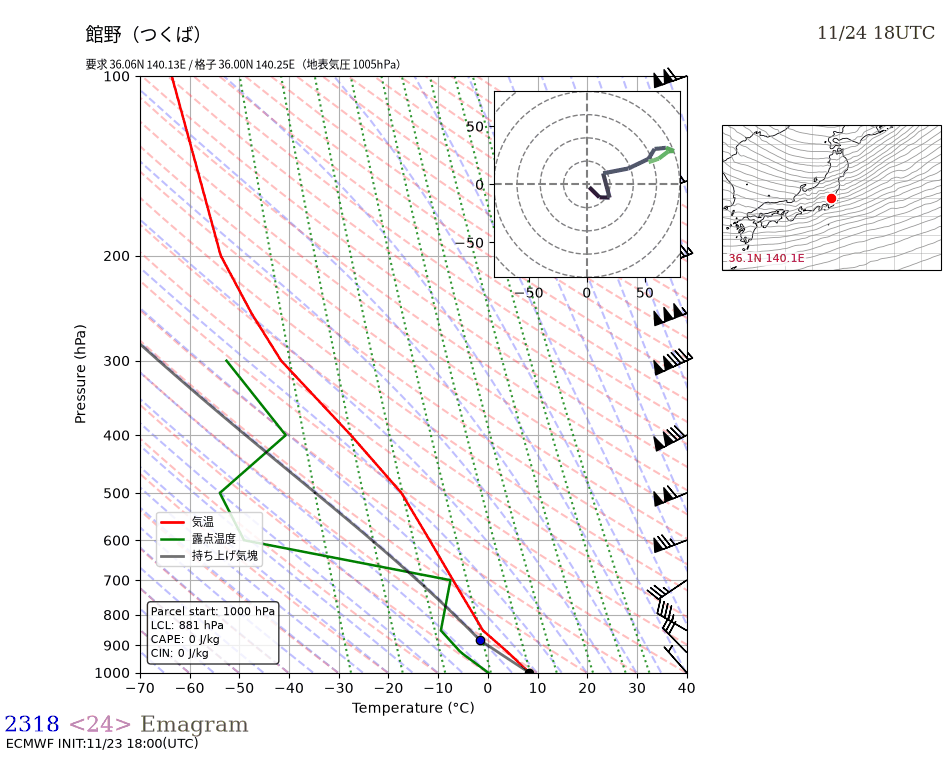 館野（つくば）
11/24 18UTC
要求 36.06N 140.13E / 格子 36.00N 140.25E（地表気圧 1005hPa）
100
200
300
400
500
600
700
800
900
1000
Pressure (hPa)
50
0
−50
−50 0 50
36.1N 140.1E
気温
露点温度
持ち上げ気塊
Parcel start: 1000 hPa
LCL: 881 hPa
CAPE: 0 J/kg
CIN: 0 J/kg
−70 −60 −50 −40 −30 −20 −10 0 10 20 30 40
Temperature (°C)
2318 <24> Emagram
ECMWF INIT:11/23 18:00(UTC)